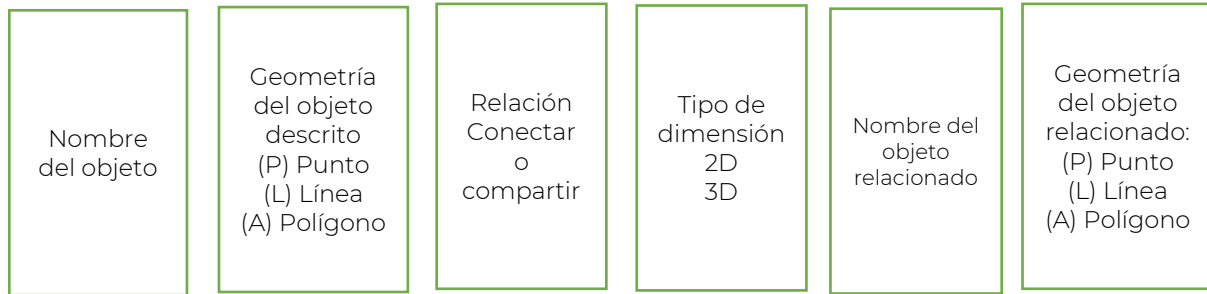 Nombre
del objeto
Geometría
del objeto
descrito
(P) Punto
(L) Línea
(A) Polígono
Relación
Conectar
o
compartir
Tipo de
dimensión
2D
3D
Nombre del
objeto
relacionado
Geometría
del objeto
relacionado:
(P) Punto
(L) Línea
(A) Polígono